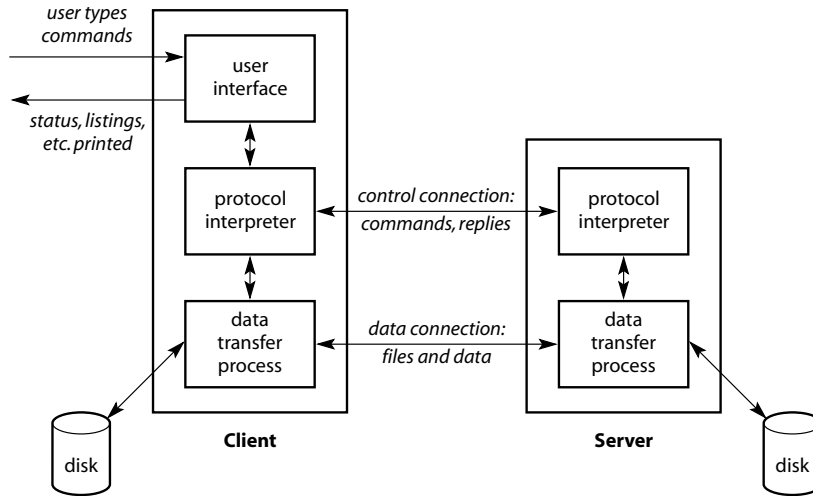 user types
commands
user
interface
status, listings,
etc. printed
protocol
interpreter
control connection:
commands, replies
protocol
interpreter
data
transfer
process
data connection:
files and data
data
transfer
process
Client
Server
disk
disk